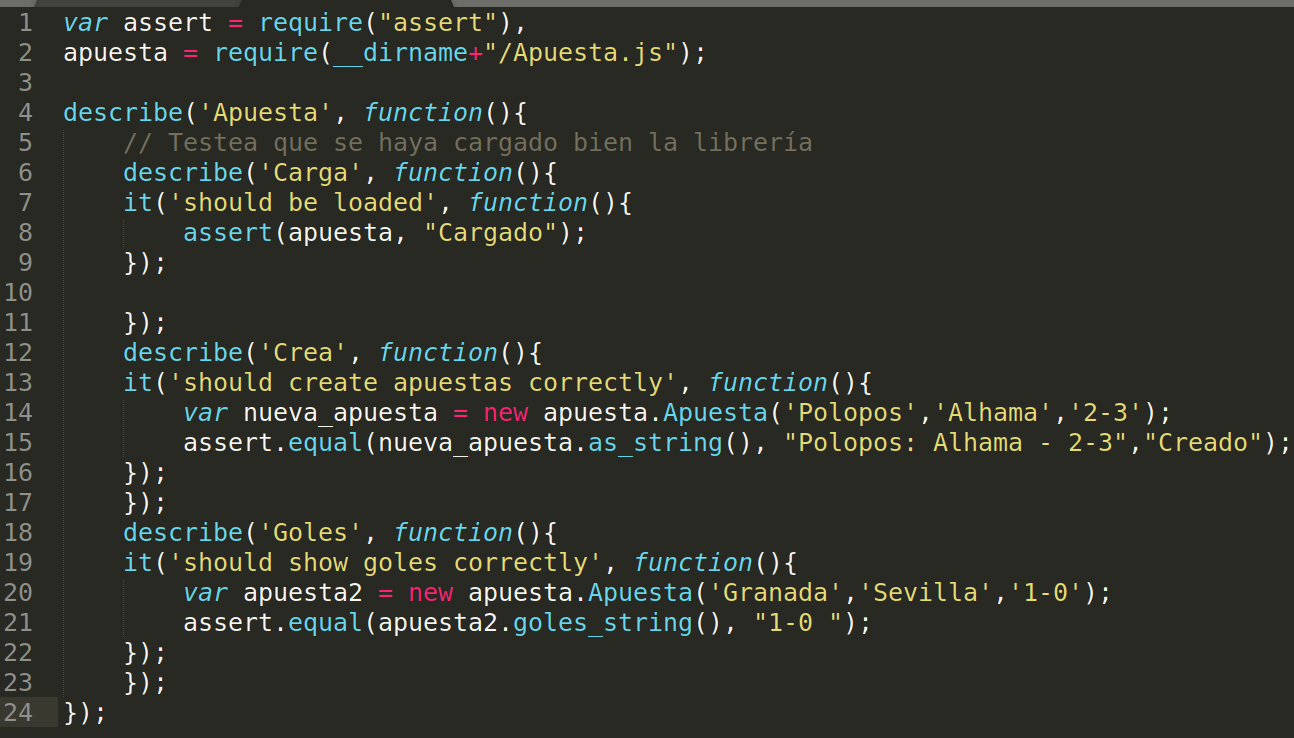 1 var assert = require("assert"),
2 apuesta = require(__dirname+"/Apuesta.js");
3
4 describe('Apuesta', function(){
5     // Testea que se haya cargado bien la librería
6     describe('Carga', function(){
7     it('should be loaded', function(){
8         assert(apuesta, "Cargado");
9     });
10
11     });
12     describe('Crea', function(){
13     it('should create apuestas correctly', function(){
14         var nueva_apuesta = new apuesta.Apuesta('Polopos','Alhama','2-3');
15         assert.equal(nueva_apuesta.as_string(), "Polopos: Alhama - 2-3","Creado");
16     });
17     });
18     describe('Goles', function(){
19     it('should show goles correctly', function(){
20         var apuesta2 = new apuesta.Apuesta('Granada','Sevilla','1-0');
21         assert.equal(apuesta2.goles_string(), "1-0 ");
22     });
23     });
24 });